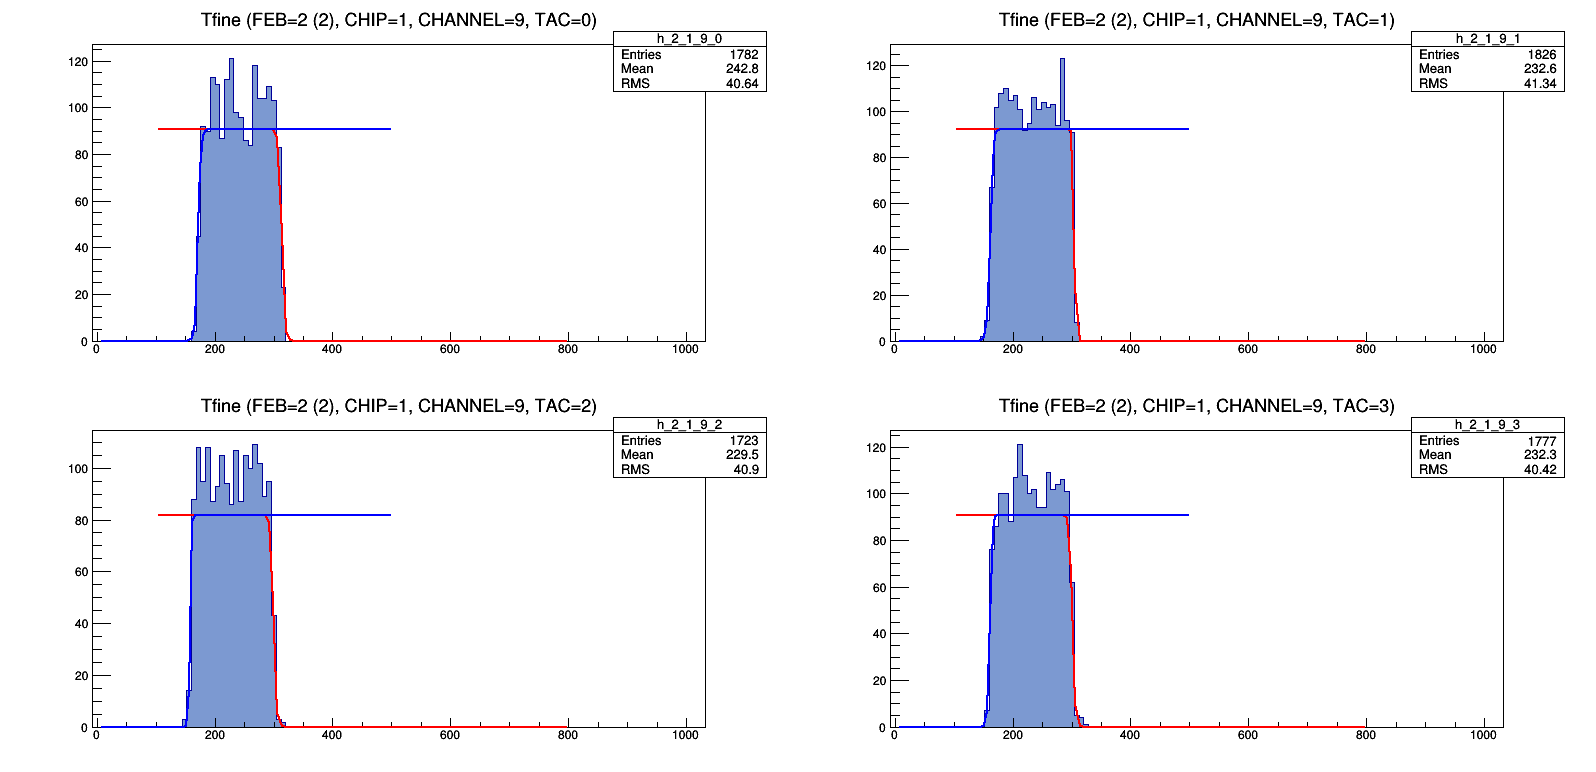 Tfine (FEB=2 (2), CHIP=1, CHANNEL=9, TAC=0)
h_2_1_9_0
Entries 1782
Mean 242.8
RMS 40.64
120
100
80
60
40
20
0
0 200 400 600 800 1000
Tfine (FEB=2 (2), CHIP=1, CHANNEL=9, TAC=1)
h_2_1_9_1
Entries 1826
Mean 232.6
RMS 41.34
120
100
80
60
40
20
0
0 200 400 600 800 1000
Tfine (FEB=2 (2), CHIP=1, CHANNEL=9, TAC=2)
h_2_1_9_2
Entries 1723
Mean 229.5
RMS 40.9
100
80
60
40
20
0
0 200 400 600 800 1000
Tfine (FEB=2 (2), CHIP=1, CHANNEL=9, TAC=3)
h_2_1_9_3
Entries 1777
Mean 232.3
RMS 40.42
120
100
80
60
40
20
0
0 200 400 600 800 1000